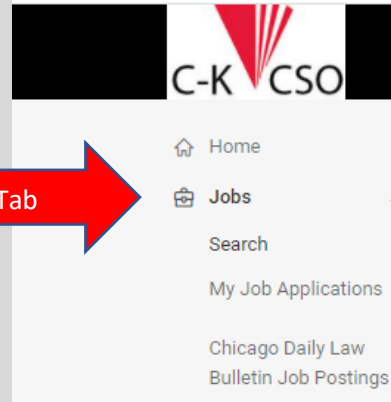 C-K CSO
Home
Tab
Jobs
Search
My Job Applications
Chicago Daily Law
Bulletin Job Postings